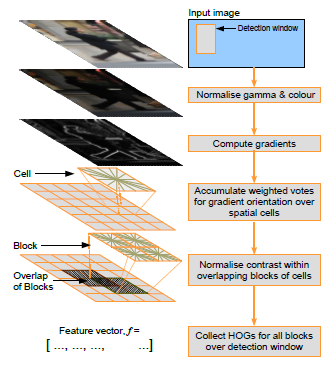 Input image
Detection window
Normalise gamma & colour
Compute gradients
Cell
Accumulate weighted votes
for gradient orientation over
spatial cells
Block
Normalise contrast within
overlapping blocks of cells
Overlap
of Blocks
Feature vector, f =
[ ..., ..., ..., ...]
Collect HOGs for all blocks
over detection window